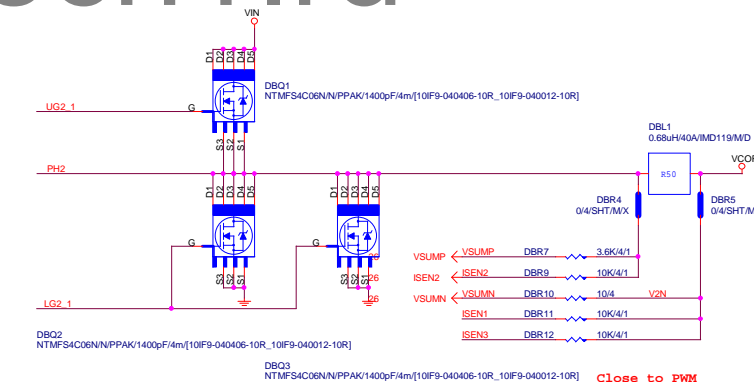 VIN
D1 D2 D3 D4 D5
DBQ1
NTMFS4C06N/N/PPAK/1400pF/4m/[10IF9-040406-10R_10IF9-040012-10R]
UG2_1
G
S3 S2 S1
DBL1
0.68uH/40A/IMD119/M/D
VCOR
PH2
R50
D1 D2 D3 D4 D5
D1 D2 D3 D4 D5
DBR4
0/4/SHT/M/X
DBR5
0/4/SHT/M
G
G
VSUMP
26
VSUMP
DBR7
3.6K/4/1
S3 S2 S1
S3 S2 S1
ISEN2
26
ISEN2
DBR9
10K/4/1
VSUMN
26
VSUMN
DBR10
10/4
V2N
LG2_1
ISEN1
DBR11
10K/4/1
DBQ2
NTMFS4C06N/N/PPAK/1400pF/4m/[10IF9-040406-10R_10IF9-040012-10R]
ISEN3
DBR12
10K/4/1
DBQ3
NTMFS4C06N/N/PPAK/1400pF/4m/[10IF9-040406-10R_10IF9-040012-10R]
Close to PWM